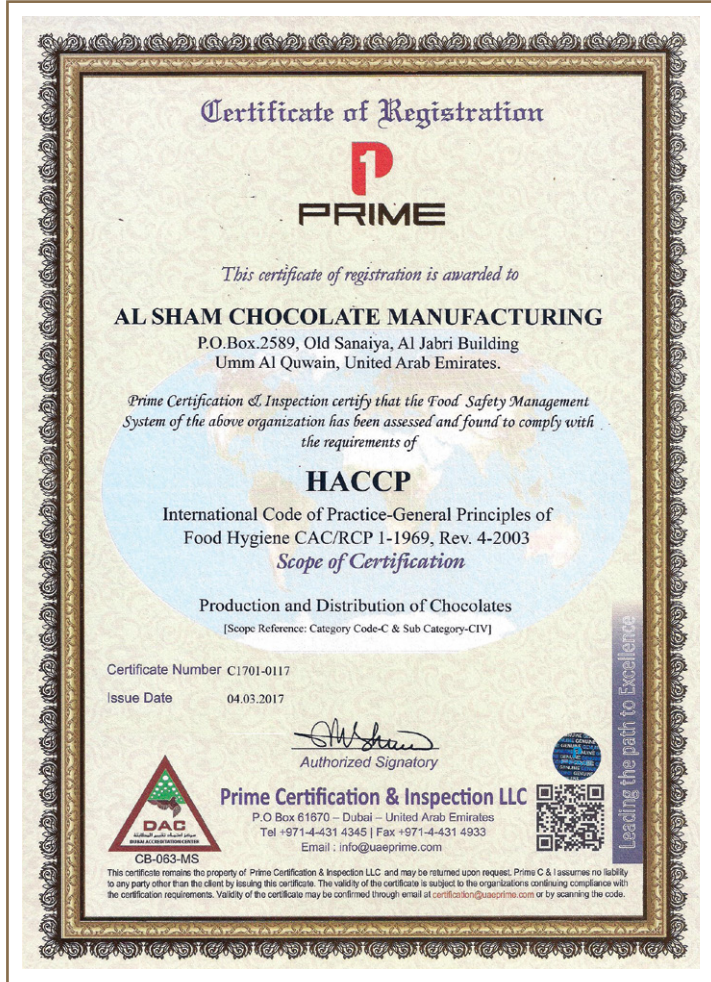 Certificate of Registration
P1
PRIME
This certificate of registration is awarded to
AL SHAM CHOCOLATE MANUFACTURING
P.O.Box.2589, Old Sanaiya, Al Jabri Building
Umm Al Quwain, United Arab Emirates.
Prime Certification & Inspection certify that the Food Safety Management
System of the above organization has been assessed and found to comply with
the requirements of
HACCP
International Code of Practice-General Principles of
Food Hygiene CAC/RCP 1-1969, Rev. 4-2003
Scope of Certification
Production and Distribution of Chocolates
[Scope Reference: Category Code-C & Sub Category-CIV]
Certificate Number C1701-0117
Issue Date 04.03.2017
Authorized Signatory
Leading the path to Excellence
GENUINE
DAC
DUBAI ACCREDITATION CENTER
CB-063-MS
Prime Certification & Inspection LLC
P.O Box 61670 – Dubai – United Arab Emirates
Tel +971-4-431 4345 | Fax +971-4-431 4933
Email : info@uaeprime.com
This certificate remains the property of Prime Certification & Inspection LLC and may be returned upon request. Prime C & I assumes no liability
to any party other than the client by issuing this certificate. The validity of the certificate is subject to the organizations continuing compliance with
the certification requirements. Validity of the certificate may be confirmed through email at certification@uaeprime.com or by scanning the code.